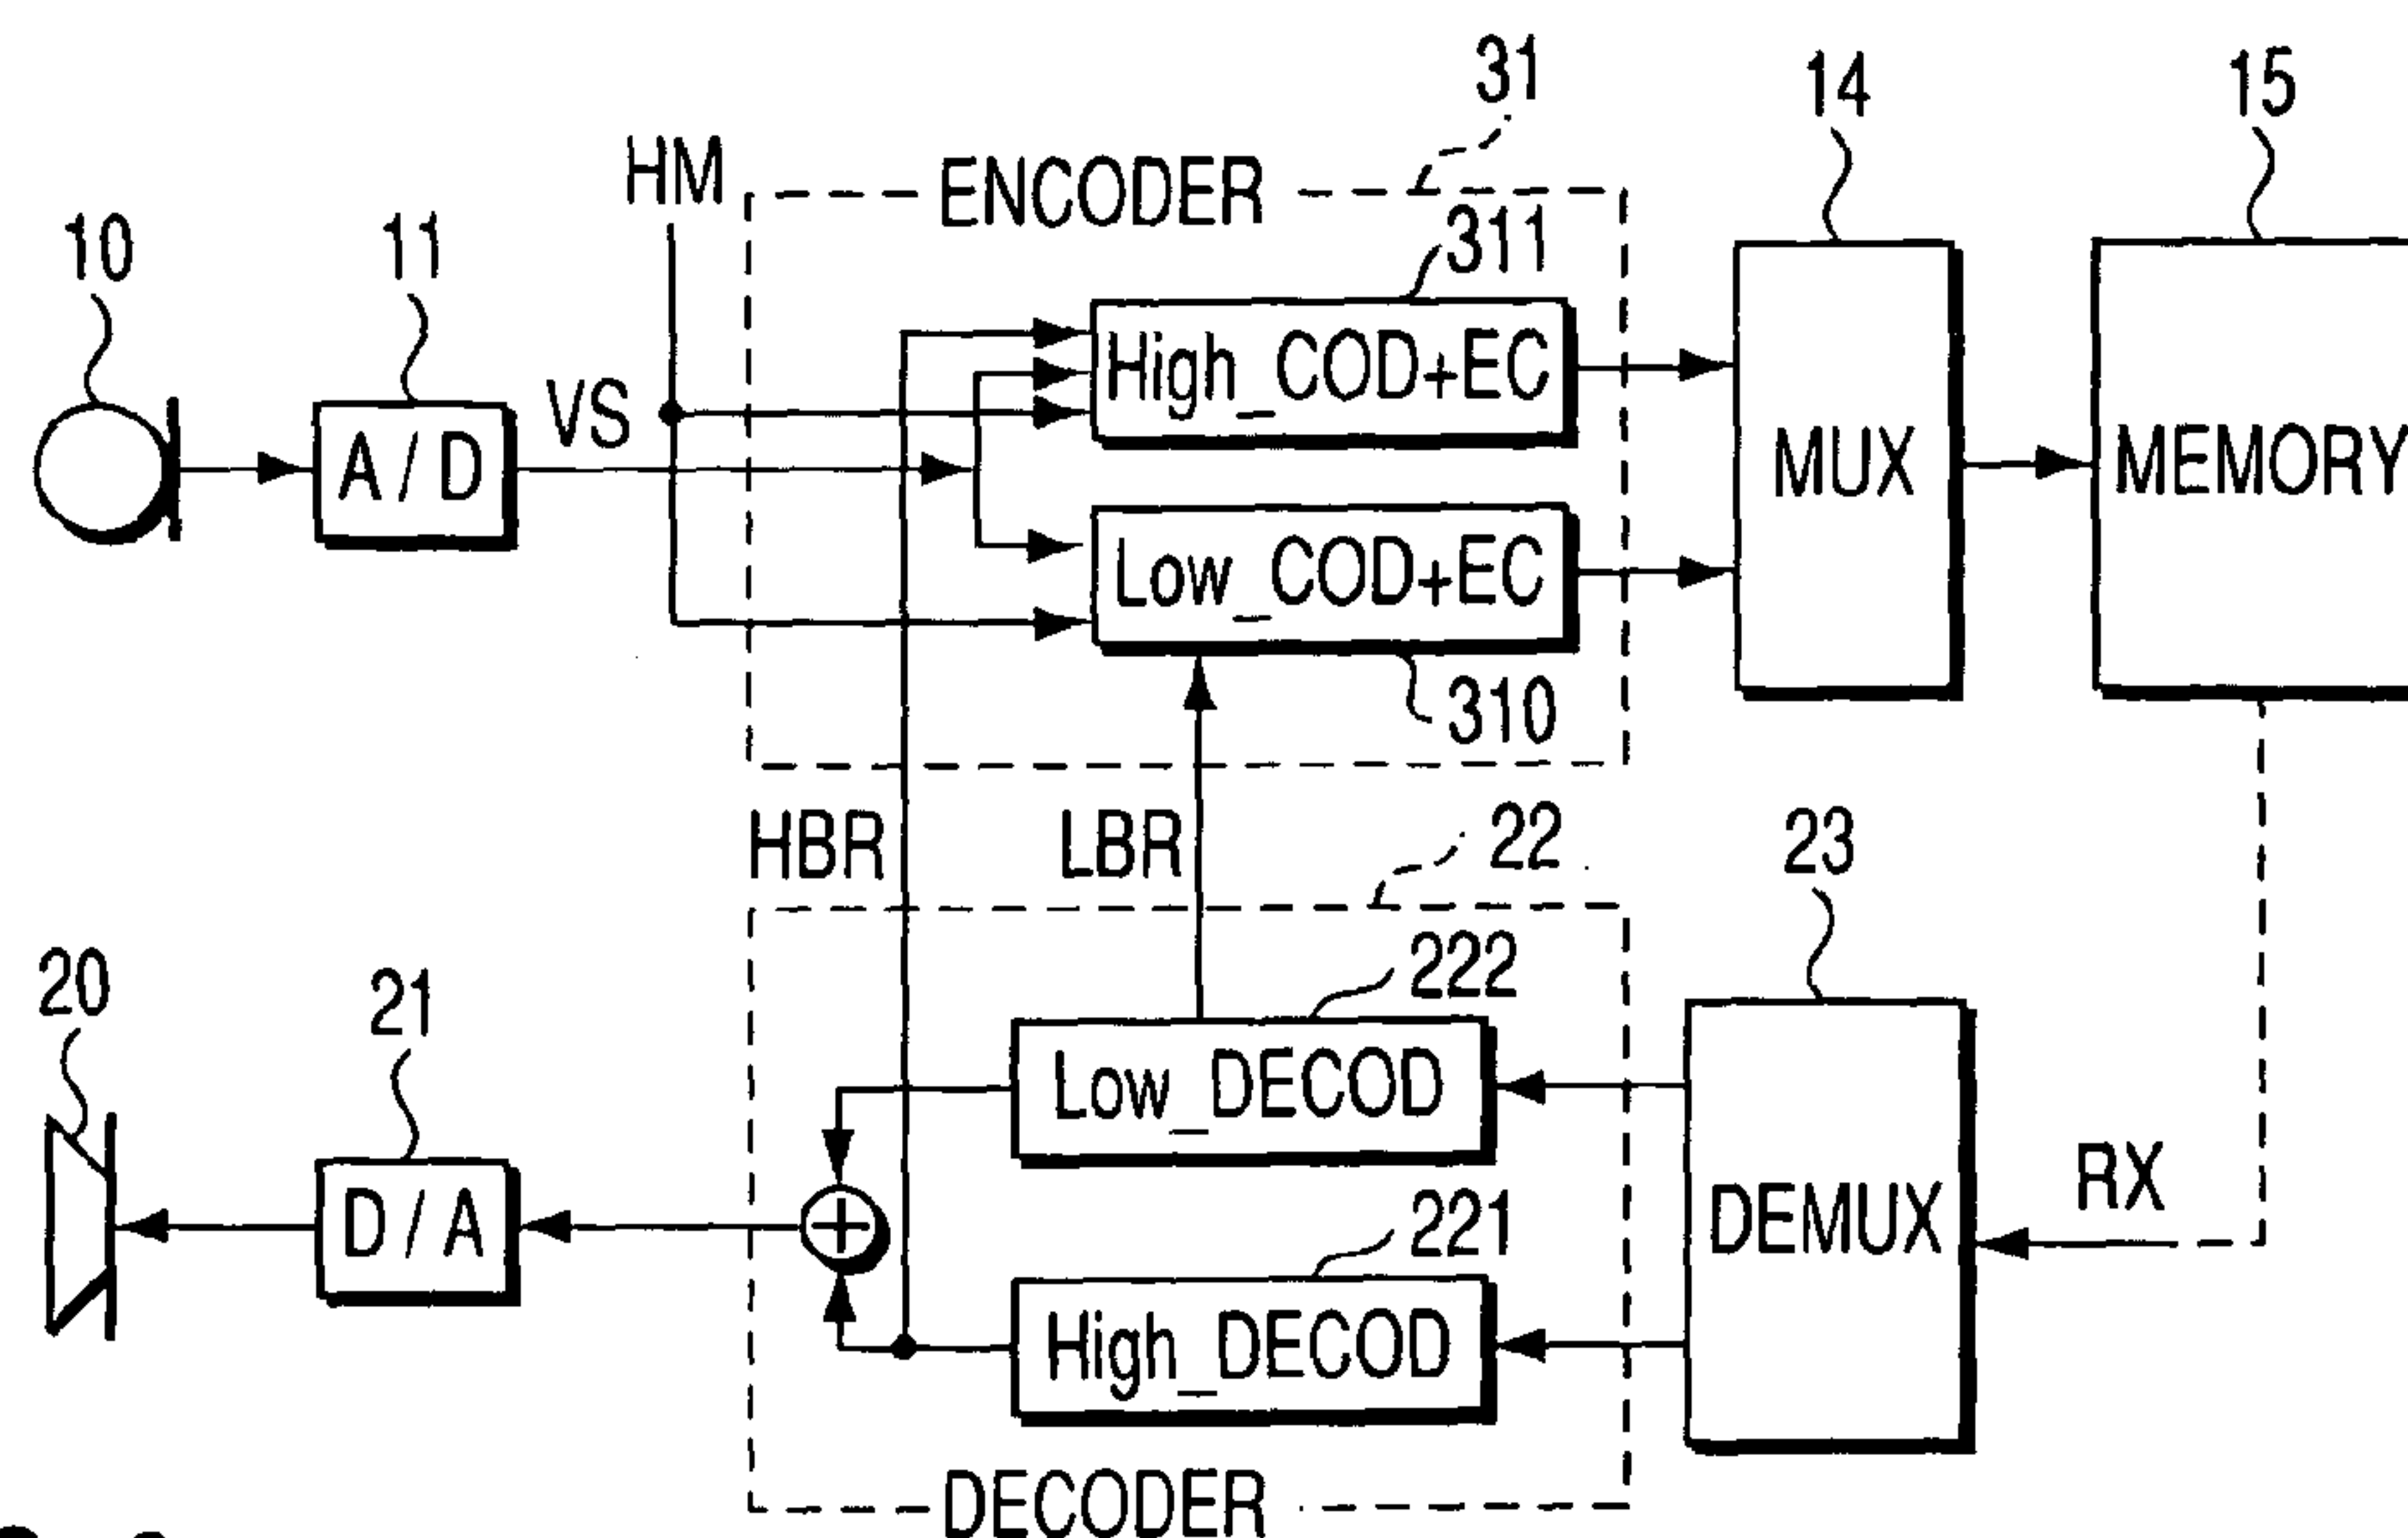 31
14
15
HM
ENCODER
10
11
311
VS
High_COD+EC
A/D
MUX
MEMORY
Low_COD+EC
310
HBR
LBR
22
23
222
20
21
Low_DECOD
RX
221
D/A
DEMUX
High_DECOD
DECODER